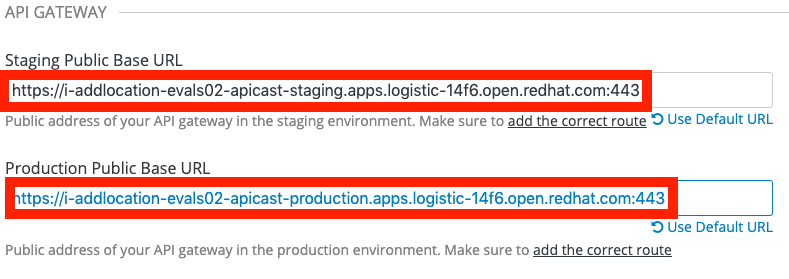 API GATEWAY
Staging Public Base URL
https://i-addlocation-evals02-apicast-staging.apps.logistic-14f6.open.redhat.com:443
Public address of your API gateway in the staging environment. Make sure to add the correct route Use Default URL
Production Public Base URL
https://i-addlocation-evals02-apicast-production.apps.logistic-14f6.open.redhat.com:443
Use Default URL
Public address of your API gateway in the production environment. Make sure to add the correct route